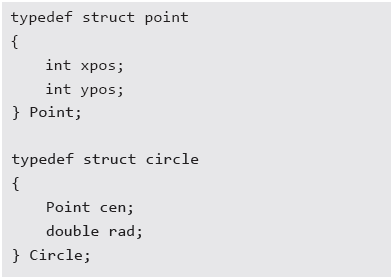 typedef struct point
{
    int xpos;
    int ypos;
} Point;

typedef struct circle
{
    Point cen;
    double rad;
} Circle;